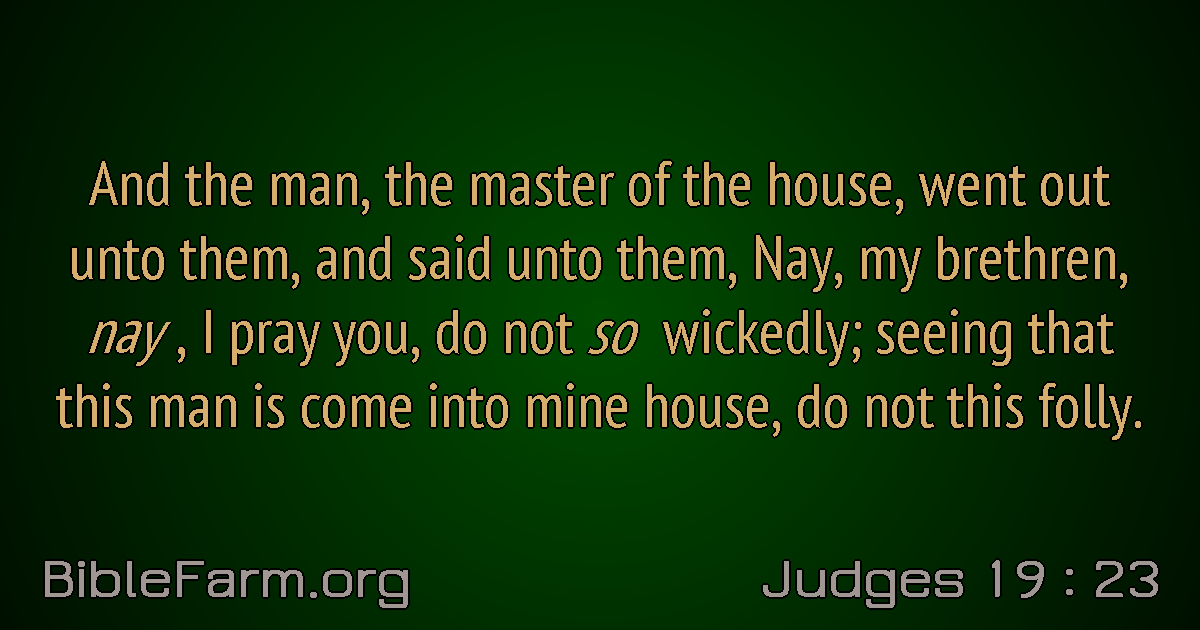 And the man, the master of the house, went out
unto them, and said unto them, Nay, my brethren,
nay , I pray you, do not so wickedly; seeing that
this man is come into mine house, do not this folly.
BibleFarm.org
Judges 19 : 23